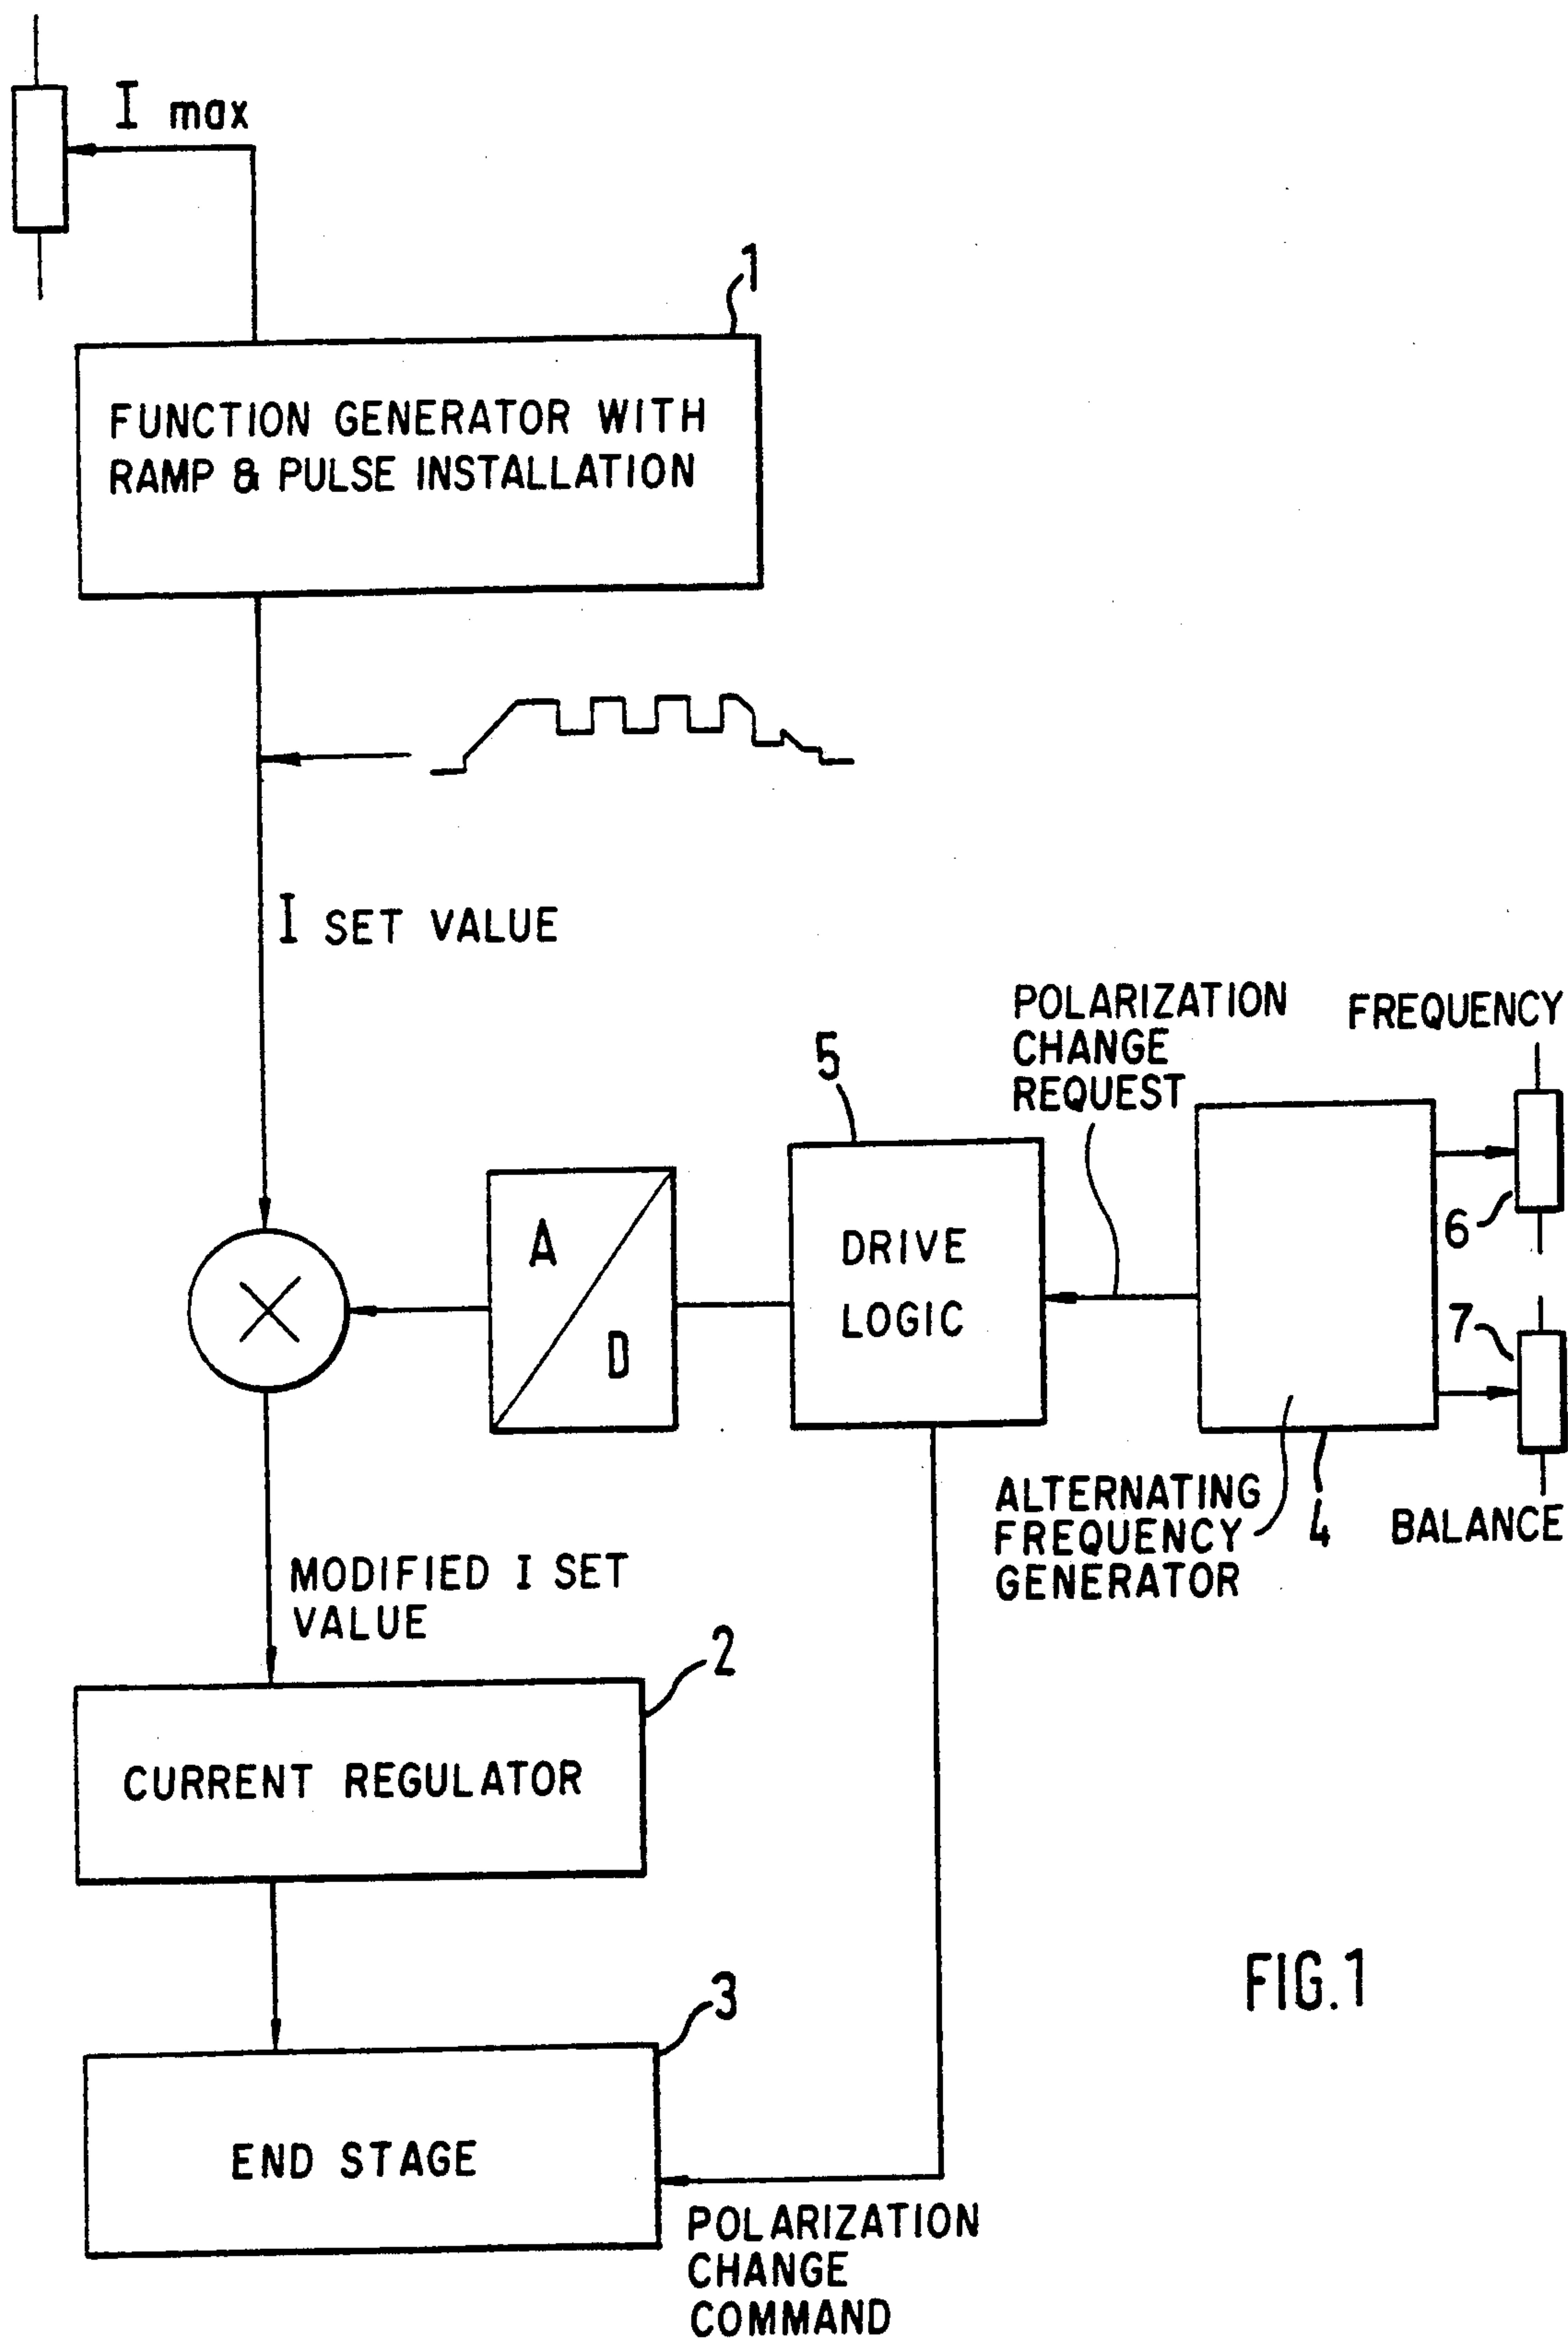 I max
1
FUNCTION GENERATOR WITH
RAMP & PULSE INSTALLATION
I SET VALUE
POLARIZATION
CHANGE
REQUEST
FREQUENCY
5
A
D
DRIVE
LOGIC
6
7
ALTERNATING
FREQUENCY
GENERATOR
4
BALANCE
MODIFIED I SET
VALUE
2
CURRENT REGULATOR
3
END STAGE
FIG.1
POLARIZATION
CHANGE
COMMAND